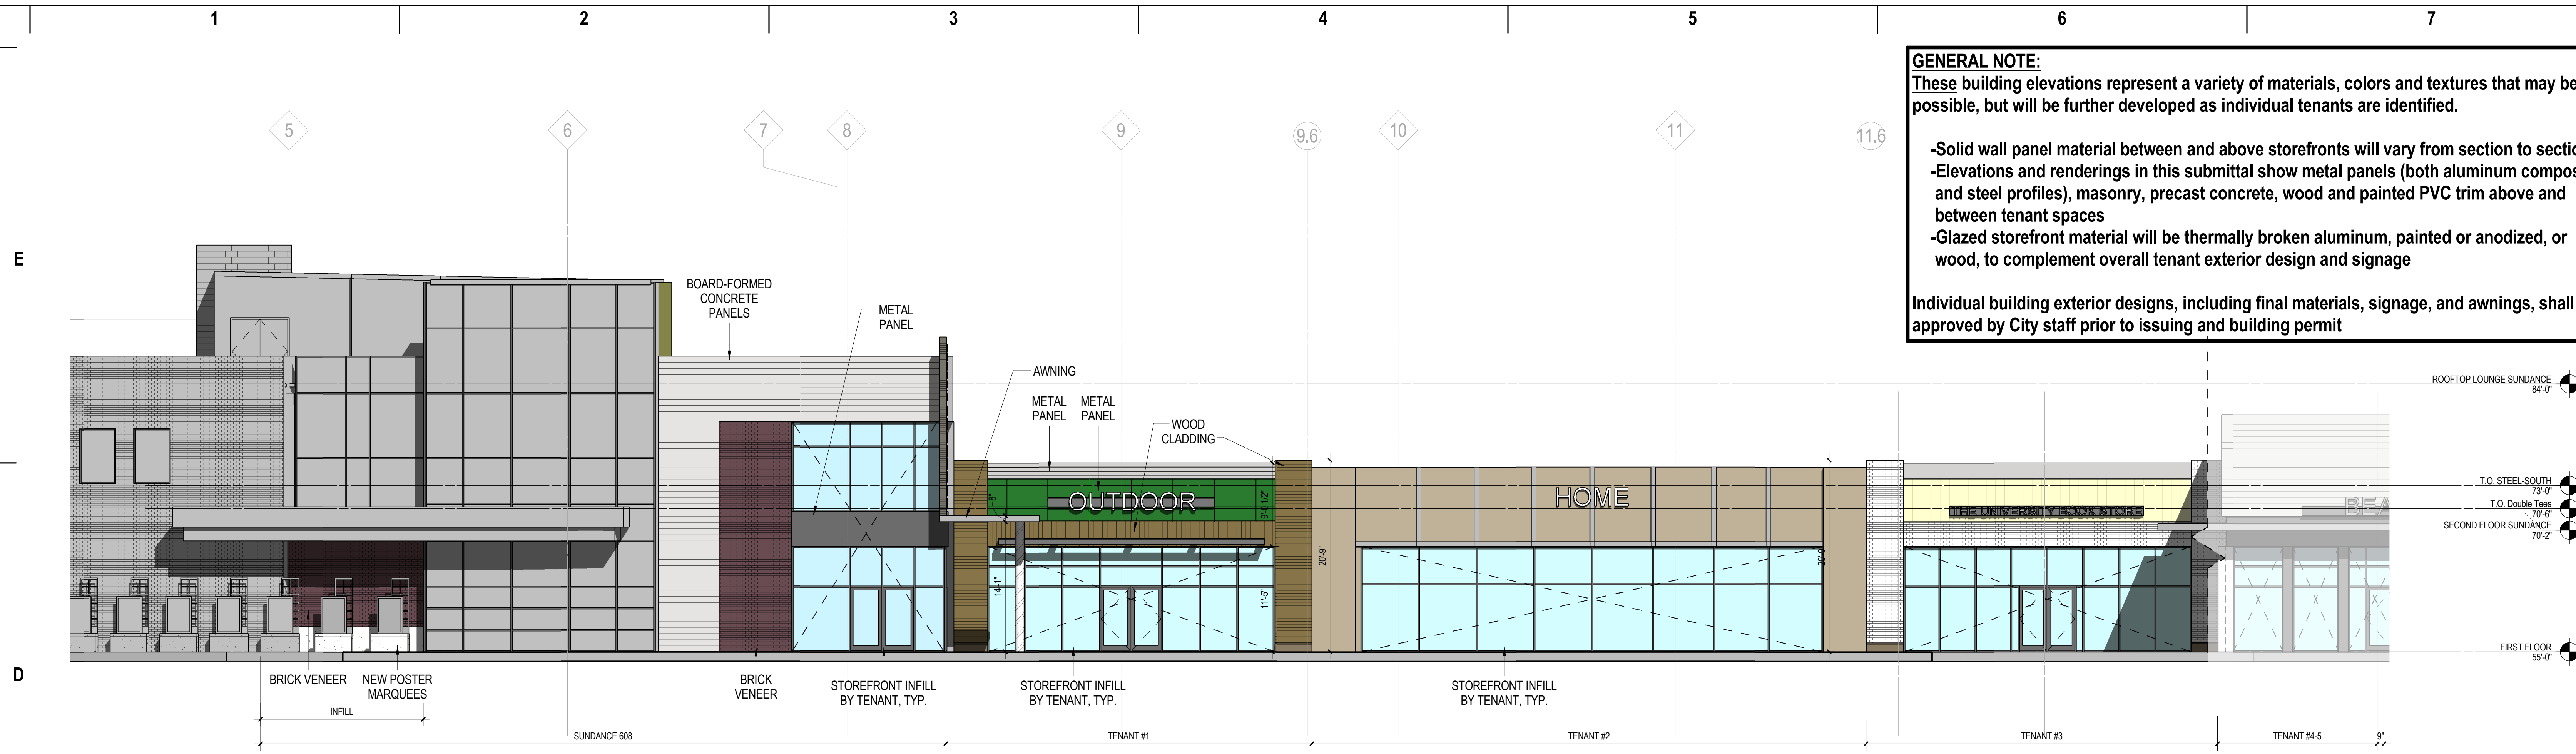 1 2 3 4 5 6 7
GENERAL NOTE:
These building elevations represent a variety of materials, colors and textures that may be
possible, but will be further developed as individual tenants are identified.
-Solid wall panel material between and above storefronts will vary from section to sectio
-Elevations and renderings in this submittal show metal panels (both aluminum compos
and steel profiles), masonry, precast concrete, wood and painted PVC trim above and
between tenant spaces
-Glazed storefront material will be thermally broken aluminum, painted or anodized, or
wood, to complement overall tenant exterior design and signage
Individual building exterior designs, including final materials, signage, and awnings, shall
approved by City staff prior to issuing and building permit
5 6 7 8 9 9.6 10 11 11.6
E
BOARD-FORMED
CONCRETE
PANELS
METAL
PANEL
AWNING
METAL
PANEL
METAL
PANEL
WOOD
CLADDING
ROOFTOP LOUNGE SUNDANCE
84'-0"
T.O. STEEL-SOUTH
73'-0"
T.O. Double Tees
70'-6"
SECOND FLOOR SUNDANCE
70'-2"
FIRST FLOOR
55'-0"
OUTDOOR
HOME
THE UNIVERSITY BOOK STORE
BEA
8"
9'-0 1/2"
14'-1"
11'-5"
20'-9"
D
BRICK VENEER
NEW POSTER
MARQUEES
BRICK
VENEER
STOREFRONT INFILL
BY TENANT, TYP.
STOREFRONT INFILL
BY TENANT, TYP.
STOREFRONT INFILL
BY TENANT, TYP.
INFILL
SUNDANCE 608
TENANT #1
TENANT #2
TENANT #3
TENANT #4-5
9"